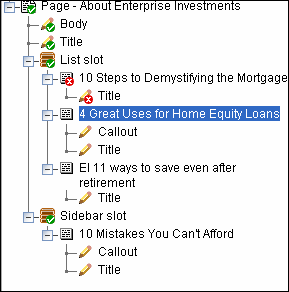 Page - About Enterprise Investments
Body
Title
List slot
10 Steps to Demystifying the Mortgage
Title
4 Great Uses for Home Equity Loans
Callout
Title
EI 11 ways to save even after
retirement
Title
Sidebar slot
10 Mistakes You Can't Afford
Callout
Title